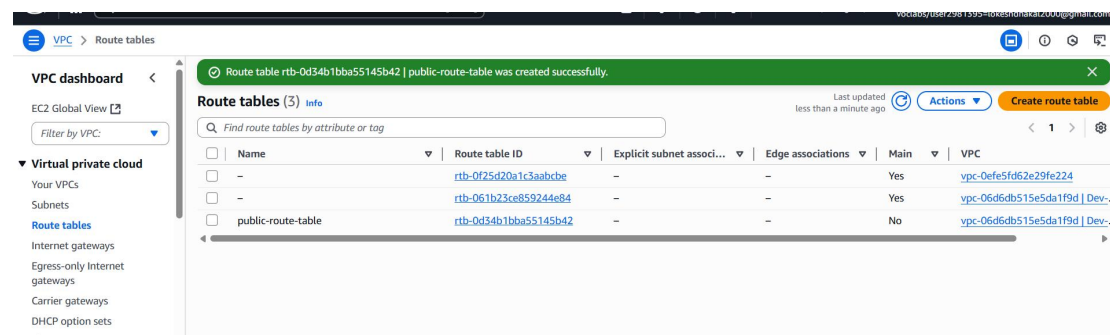 voclabs/user2981395=lokeshdhakal2000@gmail.com
VPC > Route tables
VPC dashboard
EC2 Global View
Filter by VPC:
Virtual private cloud
Your VPCs
Subnets
Route tables
Internet gateways
Egress-only Internet
gateways
Carrier gateways
DHCP option sets
Route table rtb-0d34b1bba55145b42 | public-route-table was created successfully.
Route tables (3) Info
Last updated
less than a minute ago
Actions
Create route table
Find route tables by attribute or tag
1
Name Route table ID Explicit subnet associ... Edge associations Main VPC
– rtb-0f25d20a1c3aabcbe – – Yes vpc-0efe5fd62e29fe224
– rtb-061b23ce859244e84 – – Yes vpc-06d6db515e5da1f9d | Dev-
public-route-table rtb-0d34b1bba55145b42 – – No vpc-06d6db515e5da1f9d | Dev-